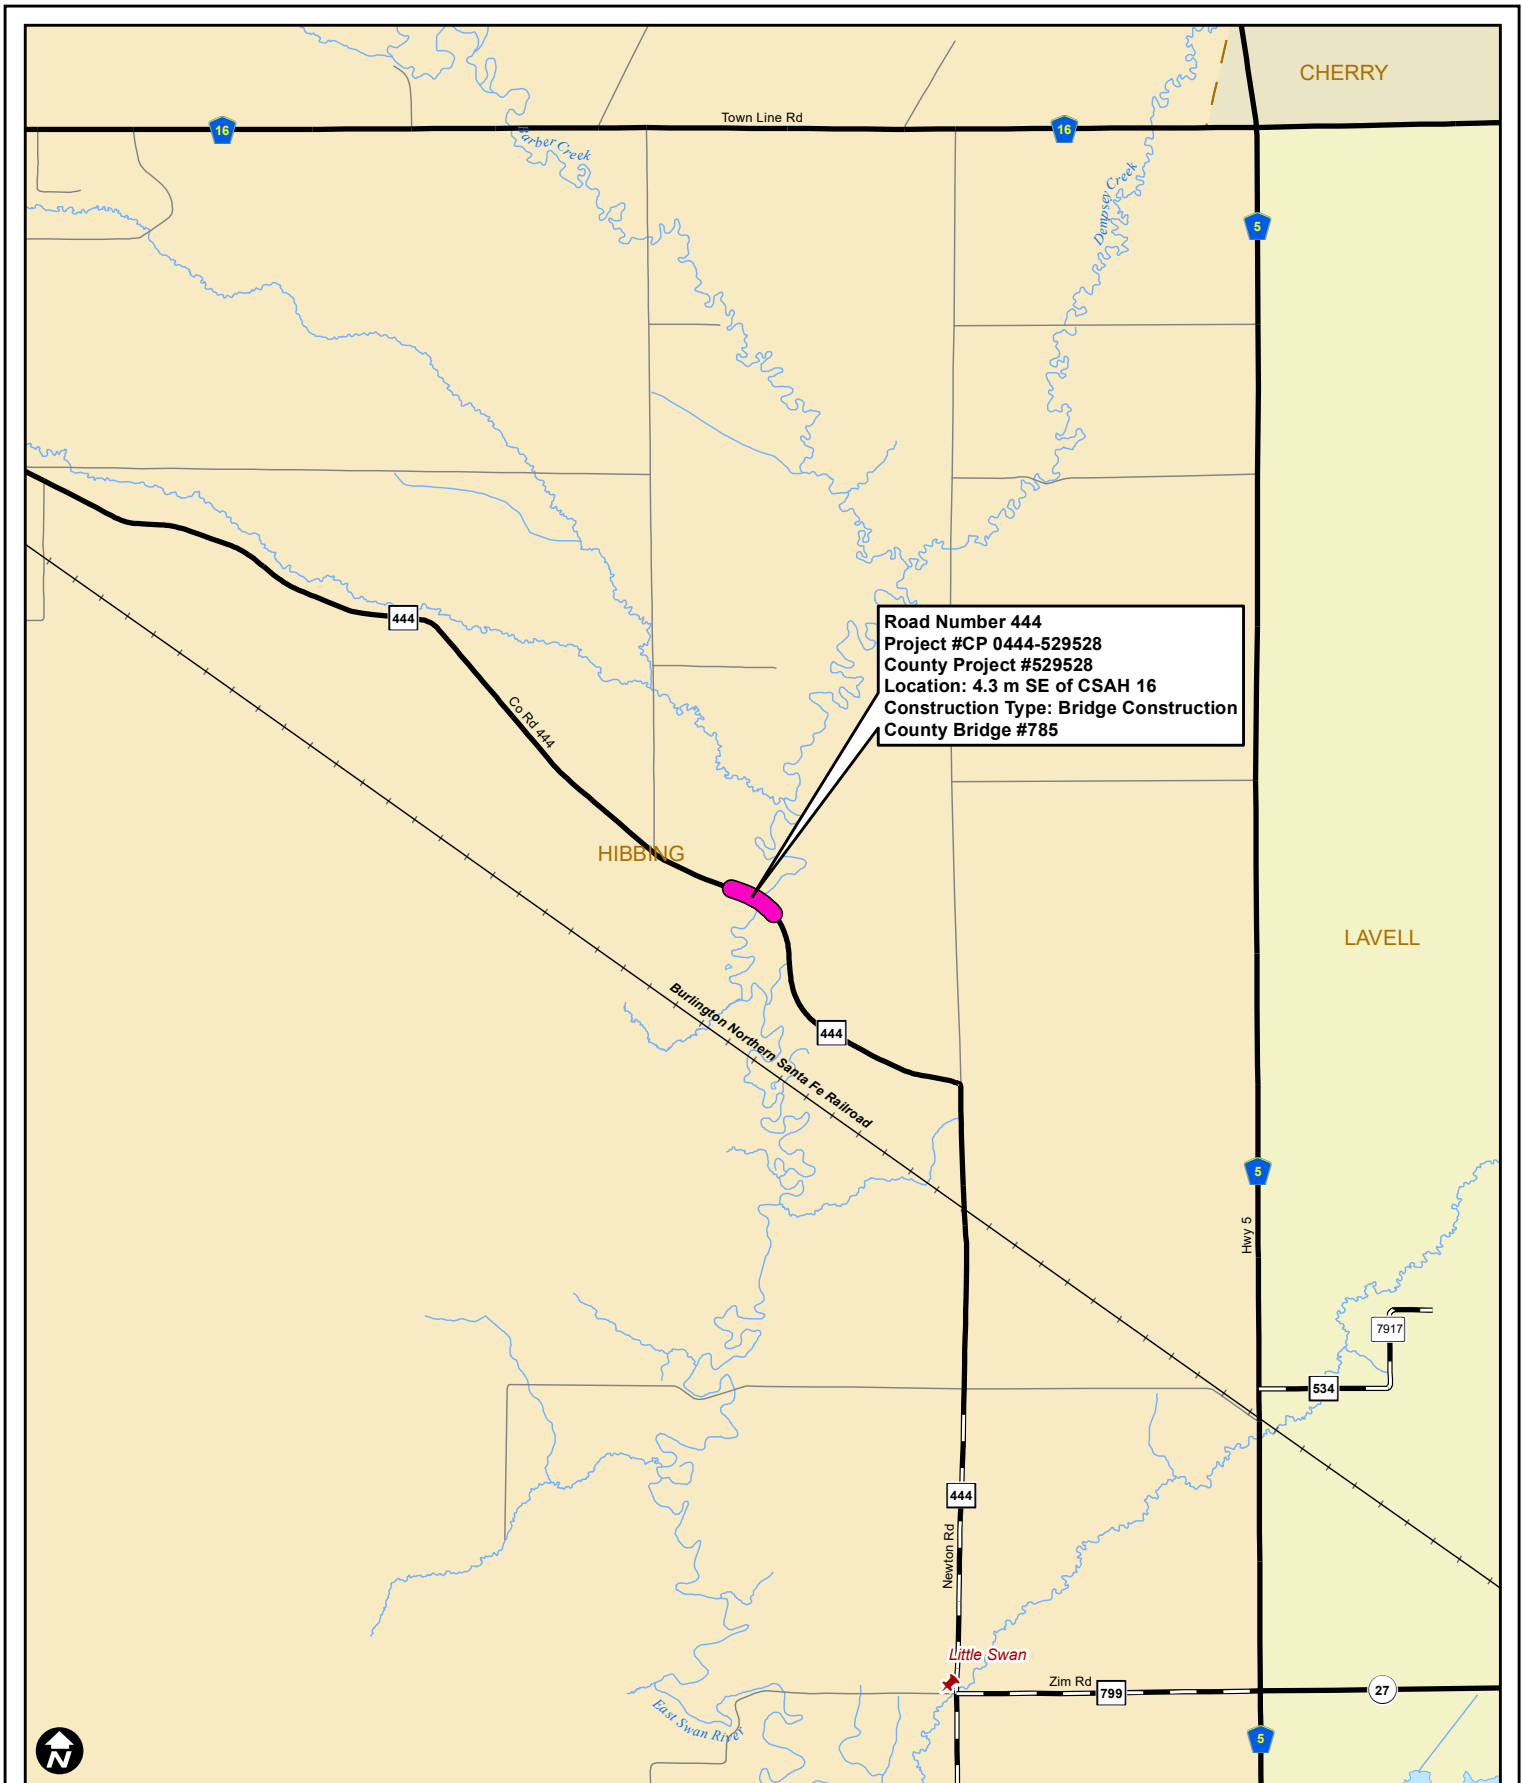 CHERRY
Town Line Rd
16
16
Barber Creek
Dempsey Creek
5
444
Road Number 444
Project #CP 0444-529528
County Project #529528
Location: 4.3 m SE of CSAH 16
Construction Type: Bridge Construction
County Bridge #785
Co Rd 444
HIBBING
LAVELL
Burlington Northern Santa Fe Railroad
444
5
Hwy 5
7917
534
444
Newton Rd
Little Swan
Zim Rd
799
27
East Swan River
5
N